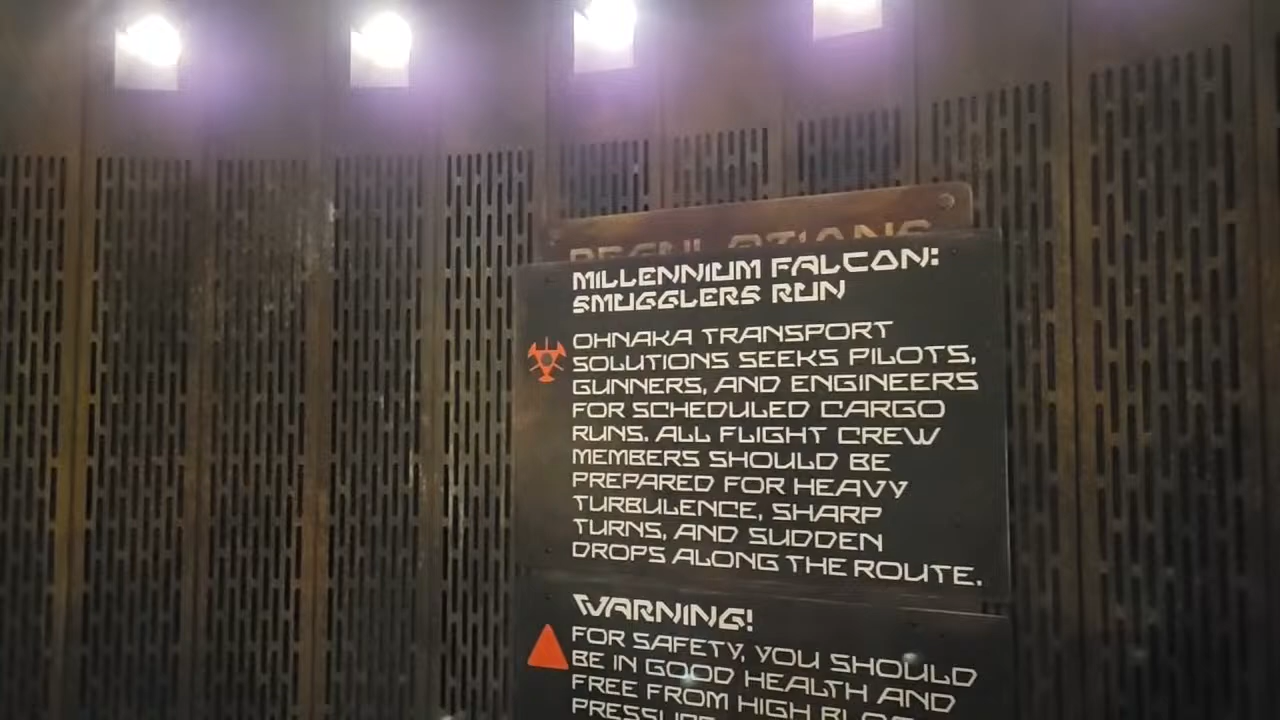 REGULATIONS
MILLENNIUM FALCON:
SMUGGLERS RUN
OHNAKA TRANSPORT
SOLUTIONS SEEKS PILOTS,
GUNNERS, AND ENGINEERS
FOR SCHEDULED CARGO
RUNS. ALL FLIGHT CREW
MEMBERS SHOULD BE
PREPARED FOR HEAVY
TURBULENCE, SHARP
TURNS, AND SUDDEN
DROPS ALONG THE ROUTE.
WARNING!
FOR SAFETY, YOU SHOULD
BE IN GOOD HEALTH AND
FREE FROM HIGH